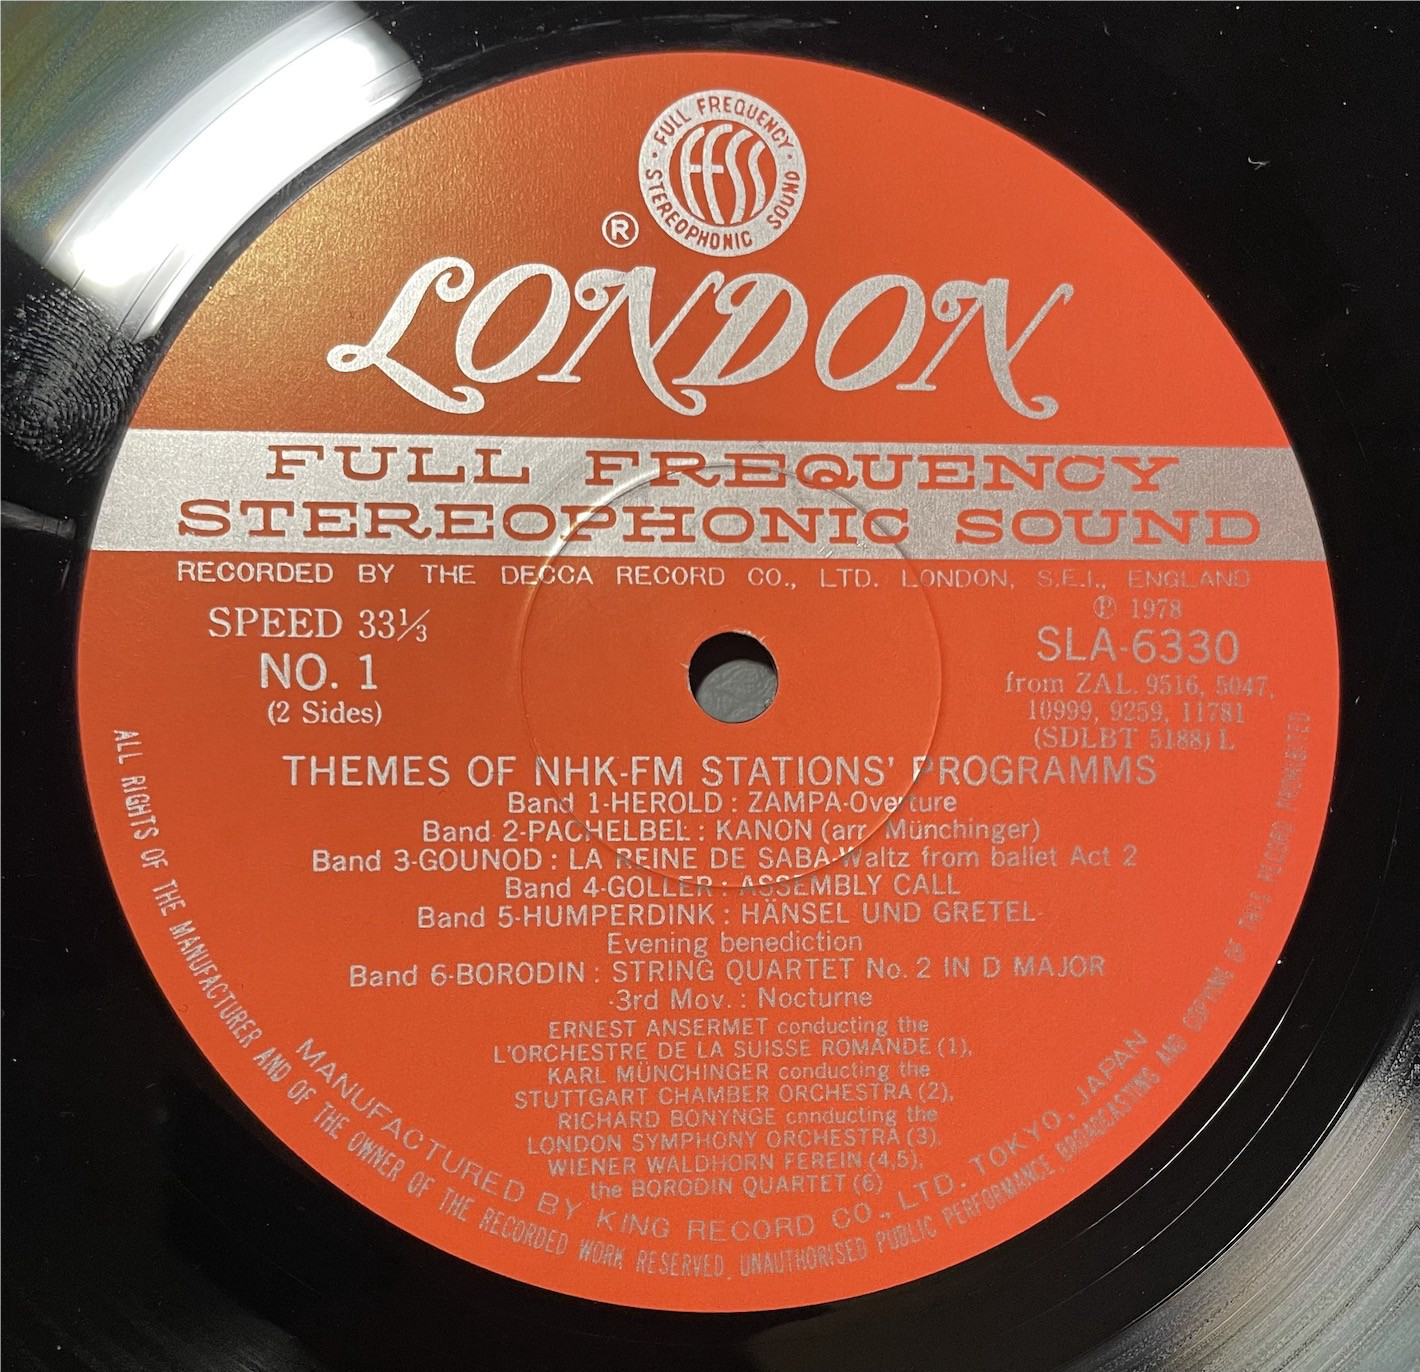 FULL FREQUENCY
STEREOPHONIC SOUND
FFSS
®
LONDON
FULL FREQUENCY
STEREOPHONIC SOUND
RECORDED BY THE DECCA RECORD CO., LTD. LONDON, S.E.I., ENGLAND
SPEED 33⅓
NO. 1
(2 Sides)
℗ 1978
SLA-6330
from ZAL. 9516, 5047,
10999, 9259, 11781
(SDLBT 5188) L
THEMES OF NHK-FM STATIONS' PROGRAMMS
Band 1-HEROLD : ZAMPA-Overture
Band 2-PACHELBEL : KANON (arr. Münchinger)
Band 3-GOUNOD : LA REINE DE SABA-Waltz from ballet Act 2
Band 4-GOLLER : ASSEMBLY CALL
Band 5-HUMPERDINK : HÄNSEL UND GRETEL-
Evening benediction
Band 6-BORODIN : STRING QUARTET No. 2 IN D MAJOR
-3rd Mov. : Nocturne
ERNEST ANSERMET conducting the
L'ORCHESTRE DE LA SUISSE ROMANDE (1),
KARL MÜNCHINGER conducting the
STUTTGART CHAMBER ORCHESTRA (2),
RICHARD BONYNGE cnnducting the
LONDON SYMPHONY ORCHESTRA (3),
WIENER WALDHORN FEREIN (4,5),
the BORODIN QUARTET (6)
MANUFACTURED BY KING RECORD CO., LTD. TOKYO, JAPAN
ALL RIGHTS OF THE MANUFACTURER AND OF THE OWNER OF THE RECORDED WORK RESERVED. UNAUTHORISED PUBLIC PERFORMANCE, BROADCASTING AND COPYING OF THIS RECORD PROHIBITED